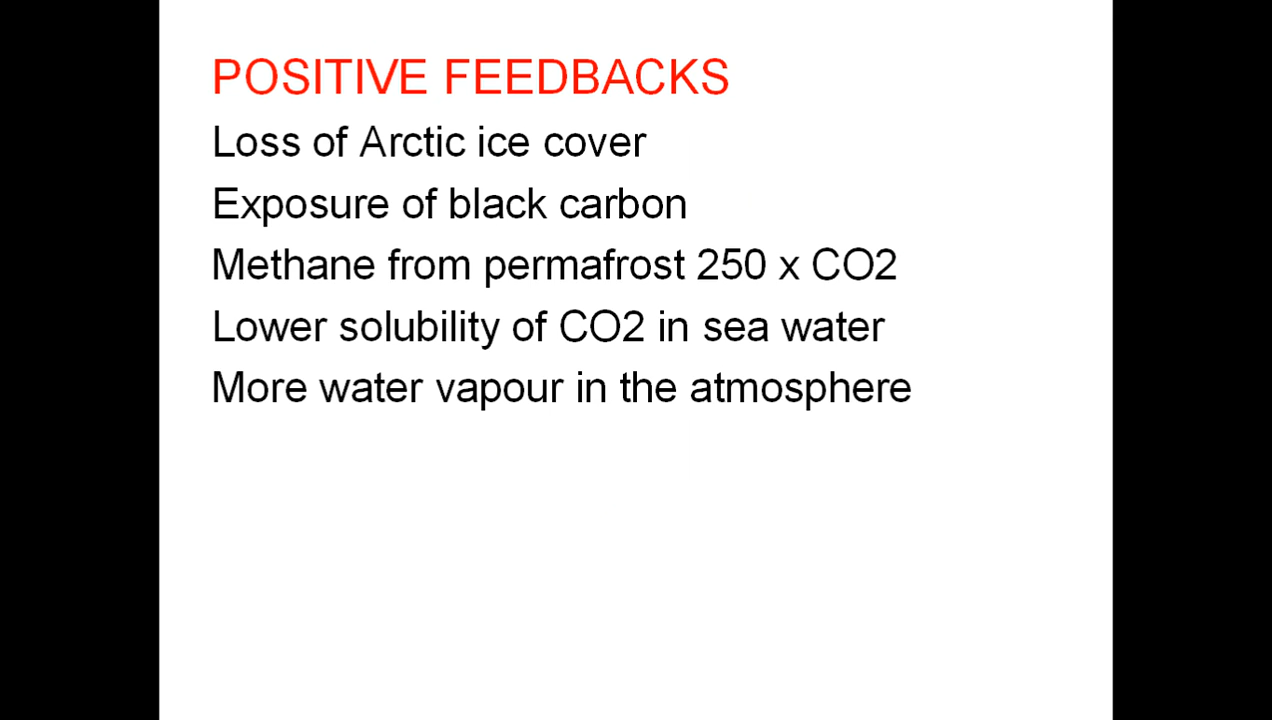 POSITIVE FEEDBACKS
Loss of Arctic ice cover
Exposure of black carbon
Methane from permafrost 250 x CO2
Lower solubility of CO2 in sea water
More water vapour in the atmosphere